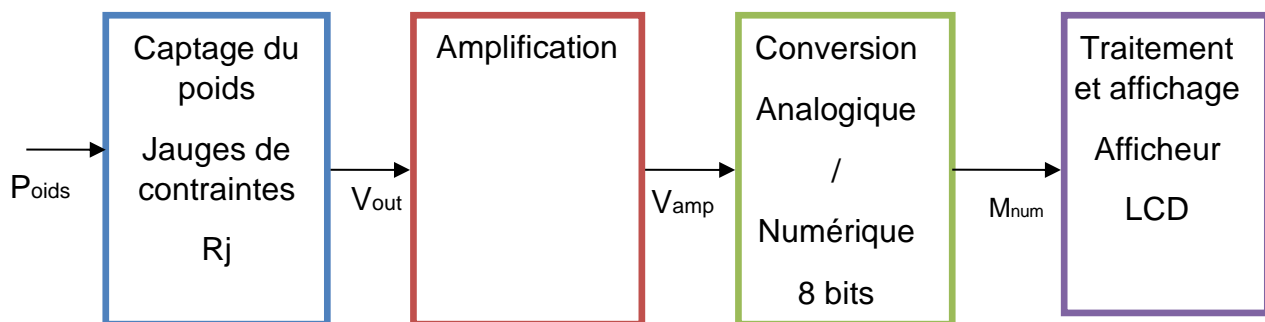 Poids
Captage du
poids
Jauges de
contraintes
Rj
Vout
Amplification
Vamp
Conversion
Analogique
/
Numérique
8 bits
Mnum
Traitement
et affichage
Afficheur
LCD